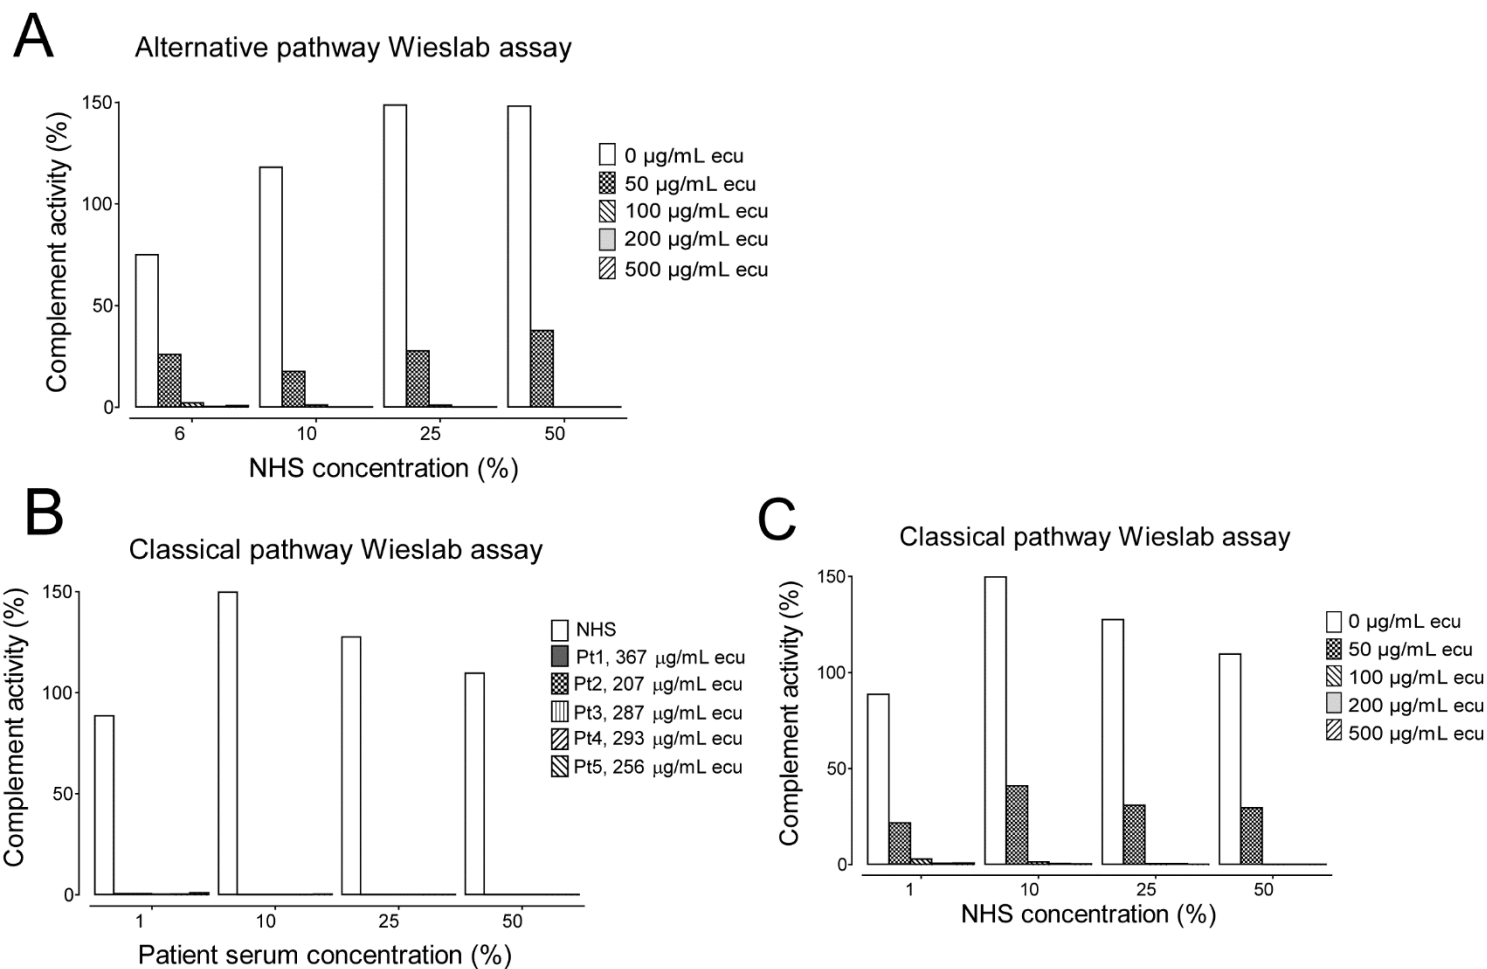 A
Alternative pathway Wieslab assay
Complement activity (%)
150
100
50
0
6 10 25 50
NHS concentration (%)
0 µg/mL ecu
50 µg/mL ecu
100 µg/mL ecu
200 µg/mL ecu
500 µg/mL ecu
B
Classical pathway Wieslab assay
Complement activity (%)
150
100
50
0
1 10 25 50
Patient serum concentration (%)
NHS
Pt1, 367 µg/mL ecu
Pt2, 207 µg/mL ecu
Pt3, 287 µg/mL ecu
Pt4, 293 µg/mL ecu
Pt5, 256 µg/mL ecu
C
Classical pathway Wieslab assay
Complement activity (%)
150
100
50
0
1 10 25 50
NHS concentration (%)
0 µg/mL ecu
50 µg/mL ecu
100 µg/mL ecu
200 µg/mL ecu
500 µg/mL ecu